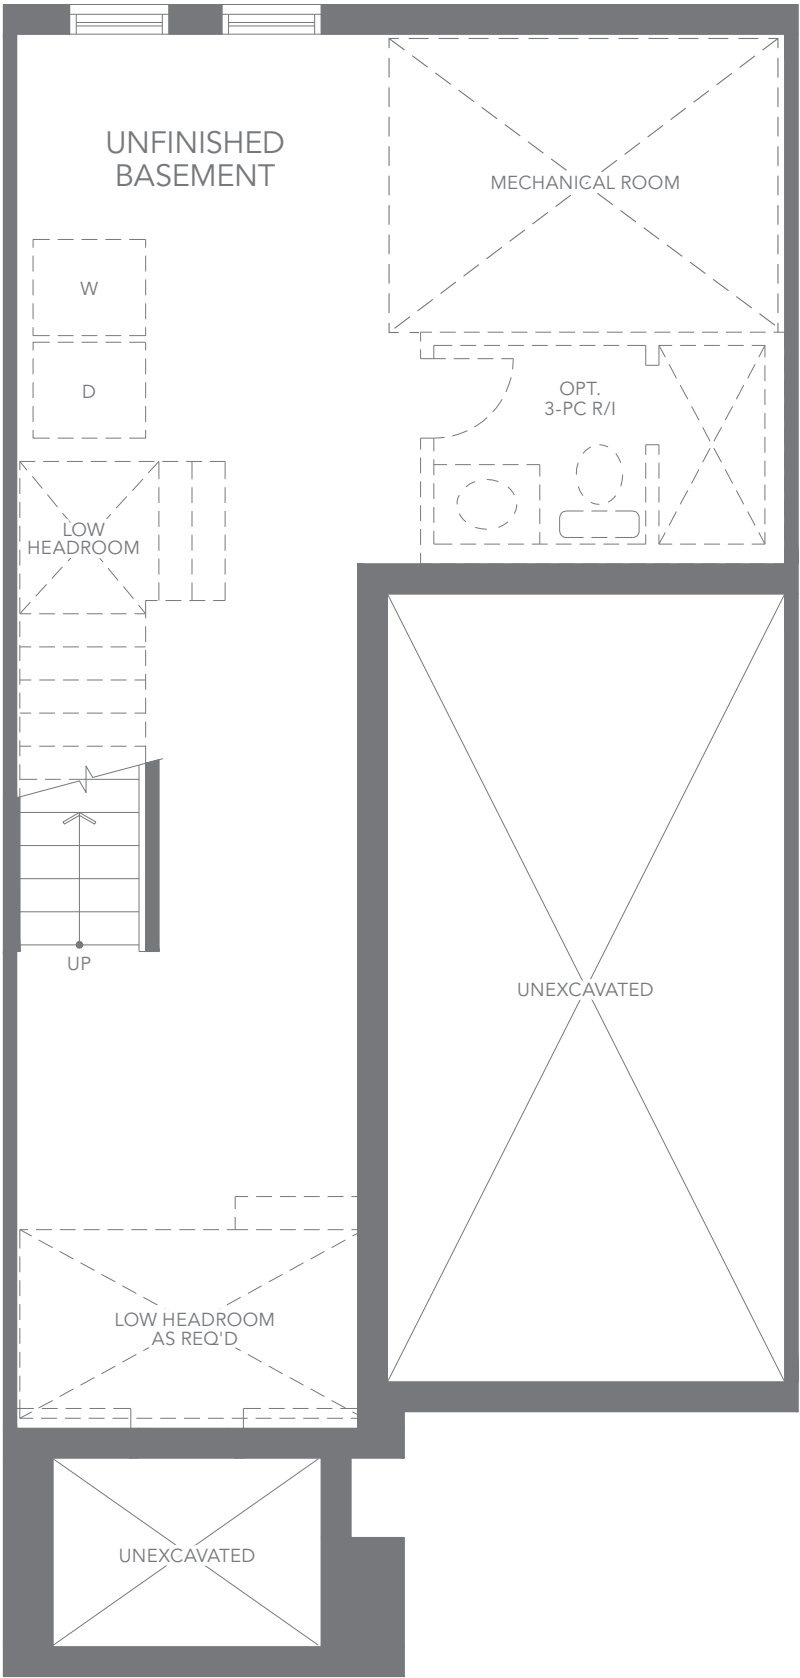 UNFINISHED
BASEMENT
MECHANICAL ROOM
W
D
OPT.
3-PC R/I
LOW
HEADROOM
UP
UNEXCAVATED
LOW HEADROOM
AS REQ'D
UNEXCAVATED